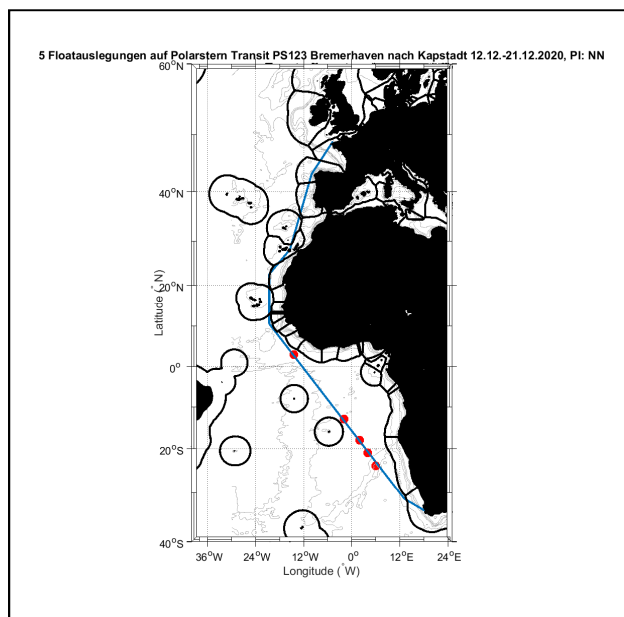 5 Floatauslegungen auf Polarstern Transit PS123 Bremerhaven nach Kapstadt 12.12.-21.12.2020, PI: NN
60°N
40°N
20°N
0°
20°S
40°S
Latitude (°N)
36°W 24°W 12°W 0° 12°E 24°E
Longitude (°W)